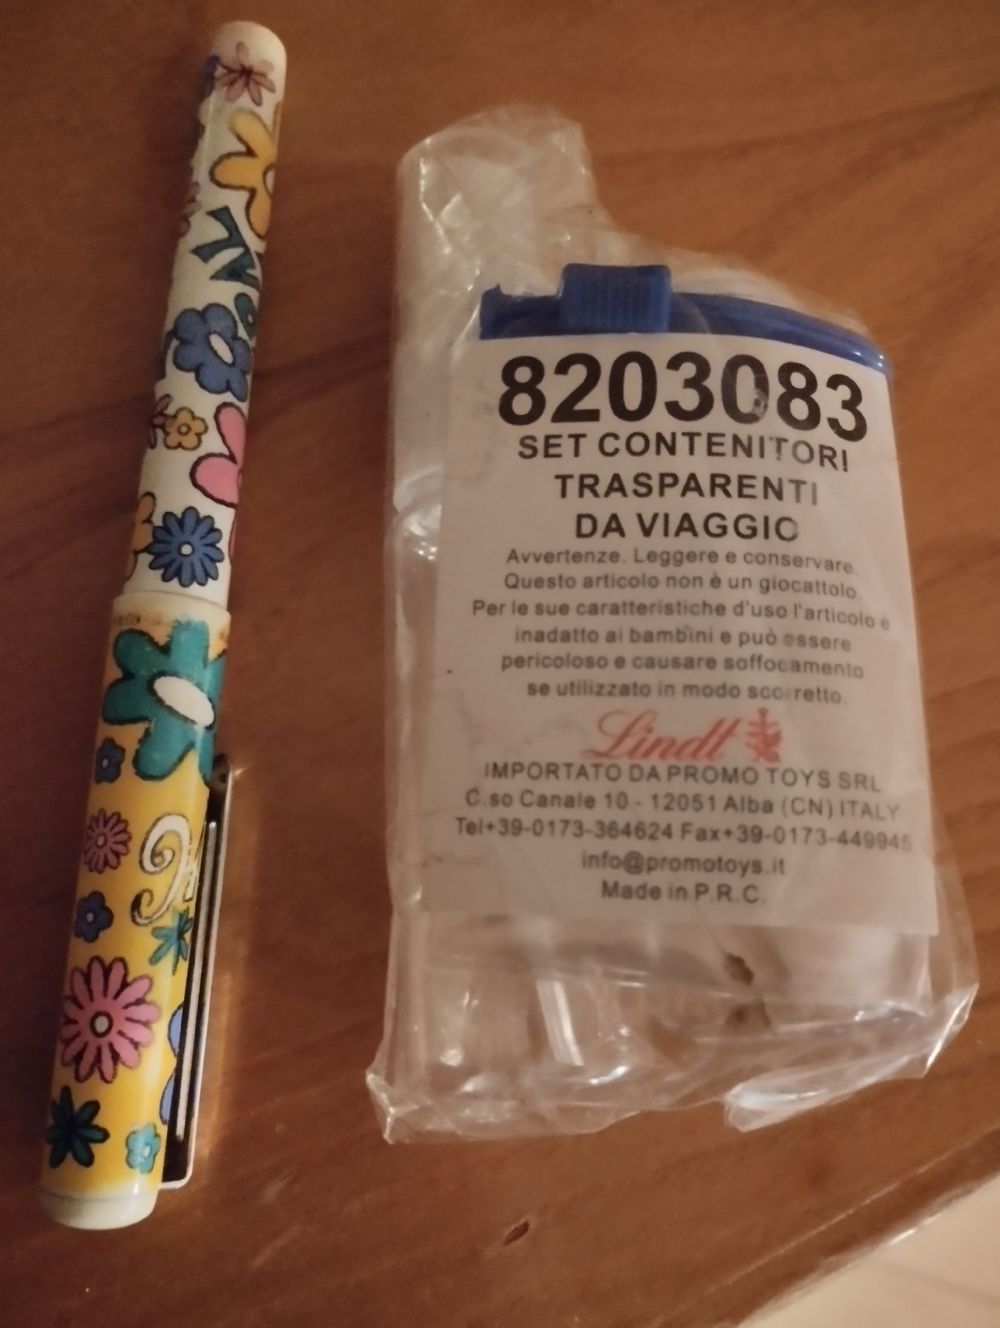 8203083
SET CONTENITORI
TRASPARENTI
DA VIAGGIO
Avvertenze. Leggere e conservare.
Questo articolo non è un giocattolo.
Per le sue caratteristiche d'uso l'articolo è
inadatto ai bambini e può essere
pericoloso e causare soffocamento
se utilizzato in modo scorretto.
Lindt
IMPORTATO DA PROMO TOYS SRL
C.so Canale 10 - 12051 Alba (CN) ITALY
Tel+39-0173-364624 Fax+39-0173-449945
info@promotoys.it
Made in P.R.C.